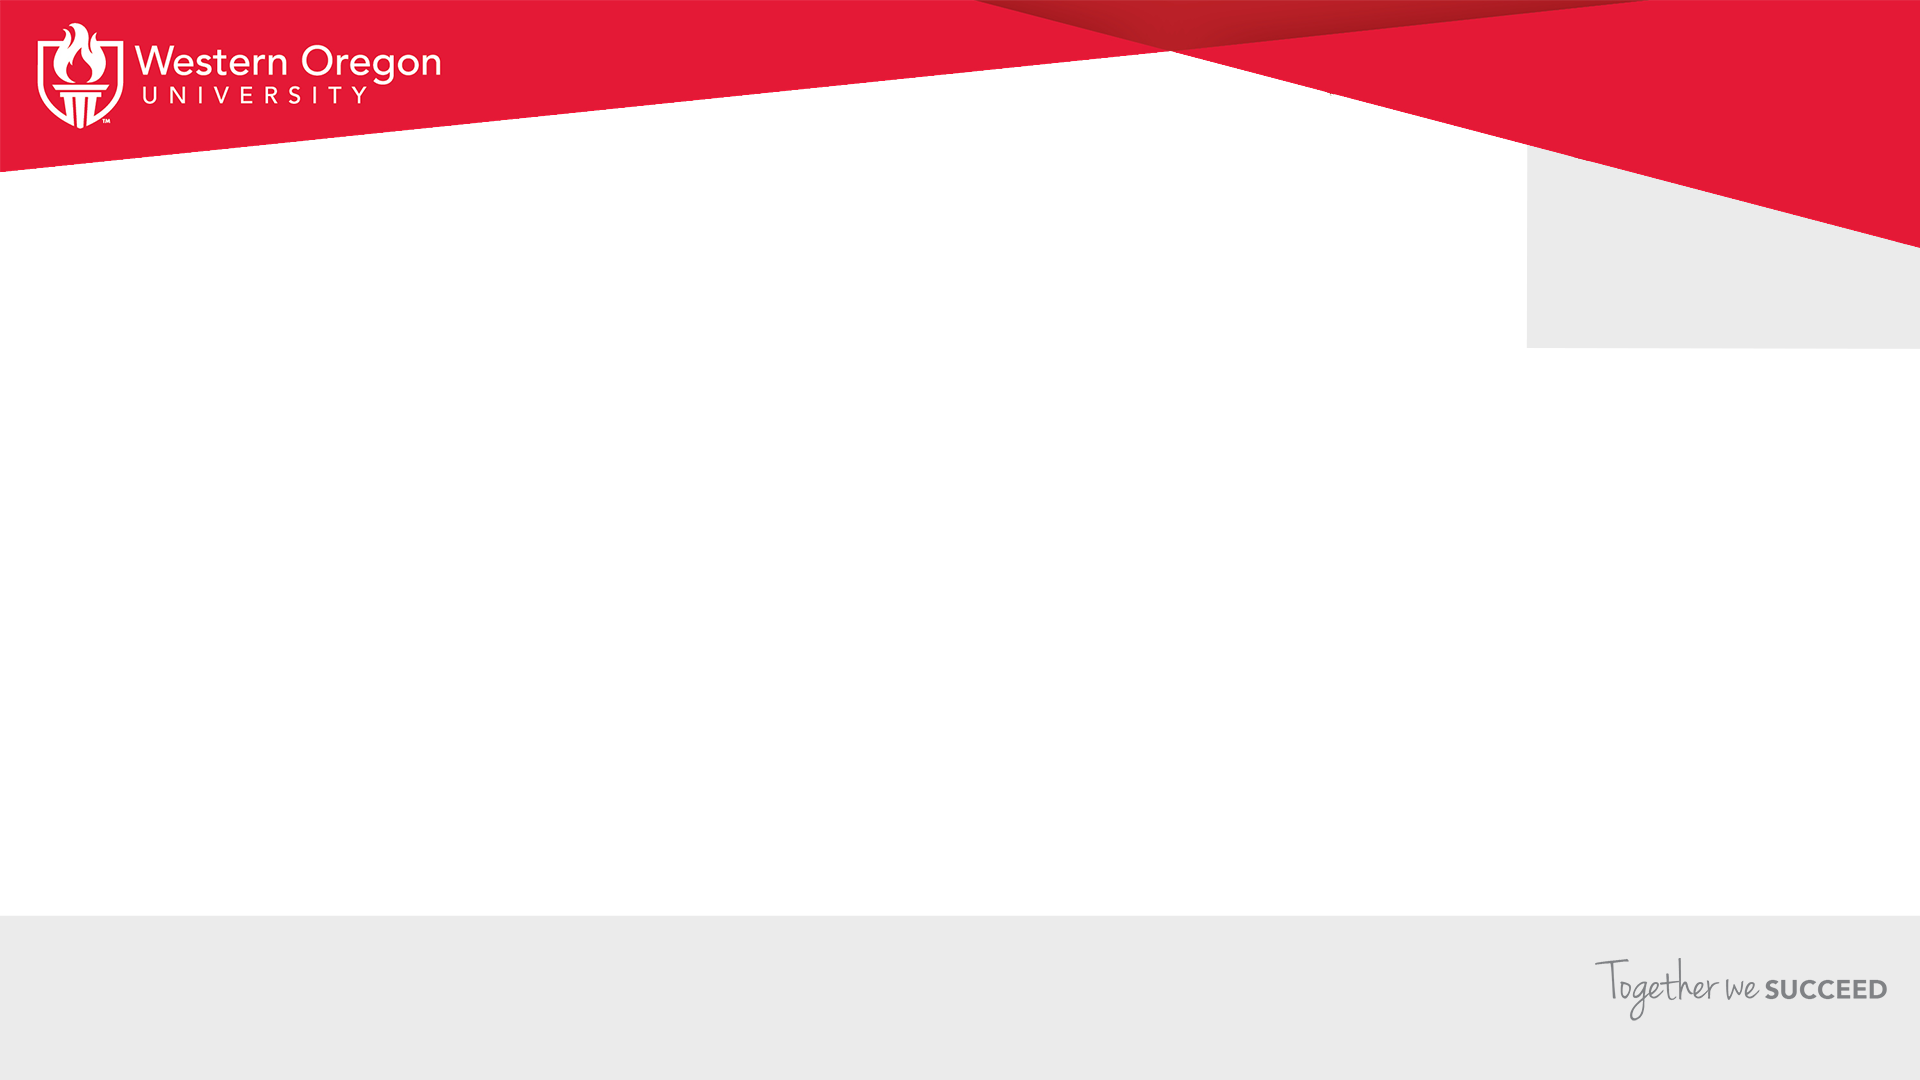 Western Oregon
UNIVERSITY
TM
Together we SUCCEED